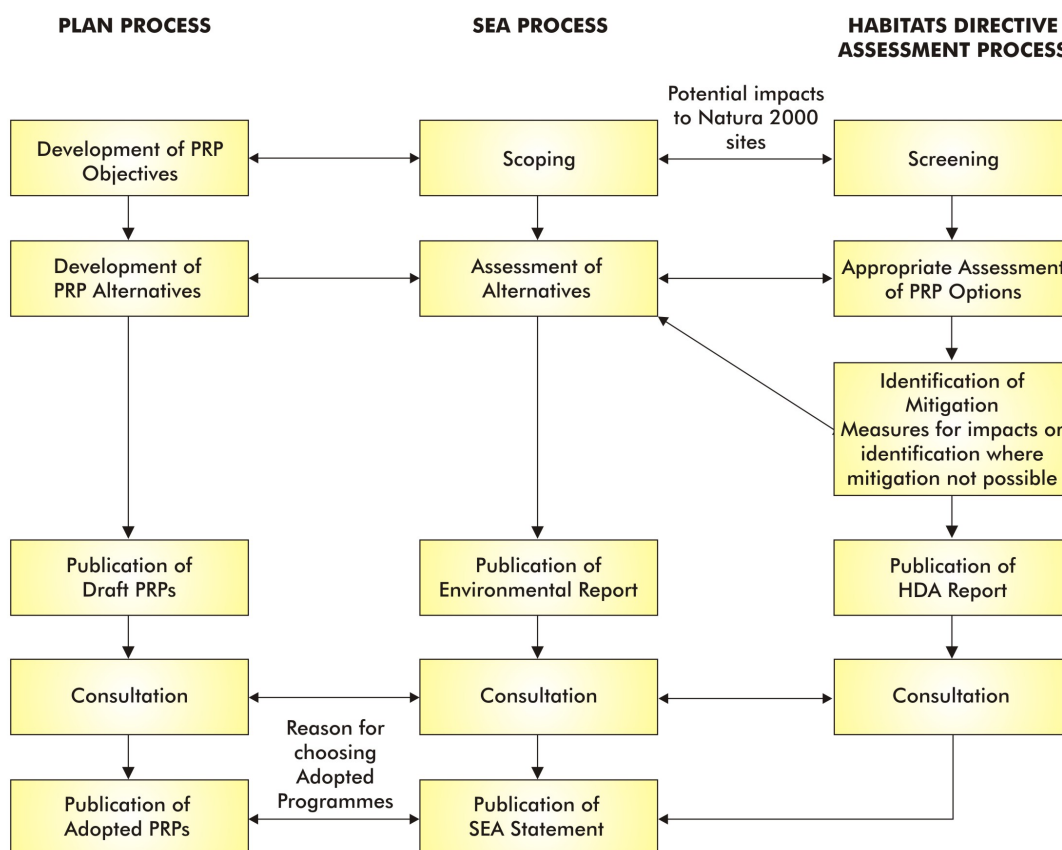 PLAN PROCESS
SEA PROCESS
HABITATS DIRECTIVE
ASSESSMENT PROCESS
Potential impacts
to Natura 2000
sites
Development of PRP
Objectives
Scoping
Screening
Development of
PRP Alternatives
Assessment of
Alternatives
Appropriate Assessment
of PRP Options
Identification of
Mitigation
Measures for impacts or
identification where
mitigation not possible
Publication of
Draft PRPs
Publication of
Environmental Report
Publication of
HDA Report
Consultation
Consultation
Consultation
Reason for
choosing
Adopted
Programmes
Publication of
Adopted PRPs
Publication of
SEA Statement